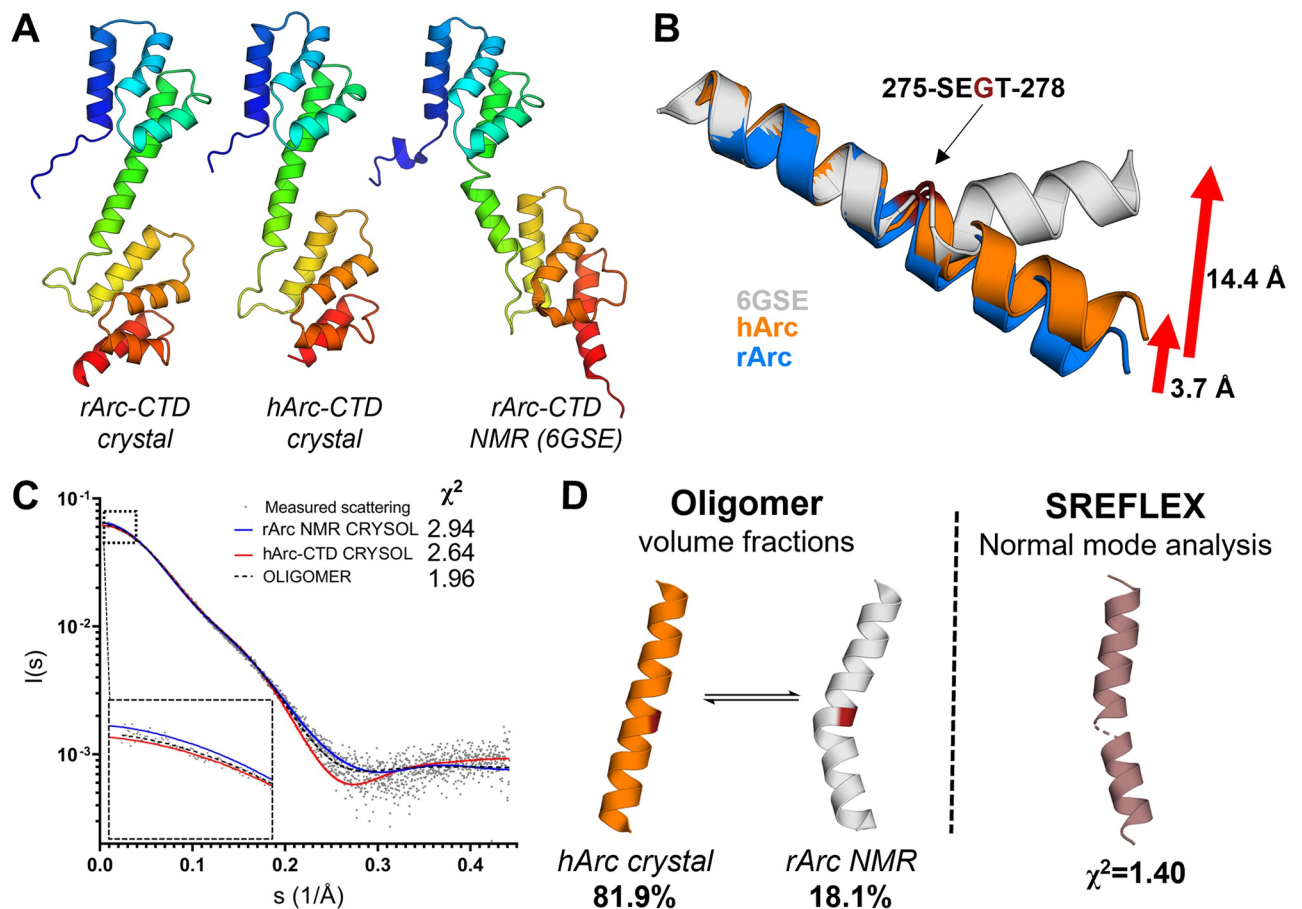 A
rArc-CTD
crystal
hArc-CTD
crystal
rArc-CTD
NMR (6GSE)
B
275-SEGT-278
6GSE
hArc
rArc
14.4 Å
3.7 Å
C
χ²
Measured scattering
rArc NMR CRYSOL 2.94
hArc-CTD CRYSOL 2.64
OLIGOMER 1.96
I(s)
10⁻¹
10⁻²
10⁻³
0.0 0.1 0.2 0.3 0.4
s (1/Å)
D
Oligomer
volume fractions
hArc crystal
81.9%
rArc NMR
18.1%
SREFLEX
Normal mode analysis
χ²=1.40